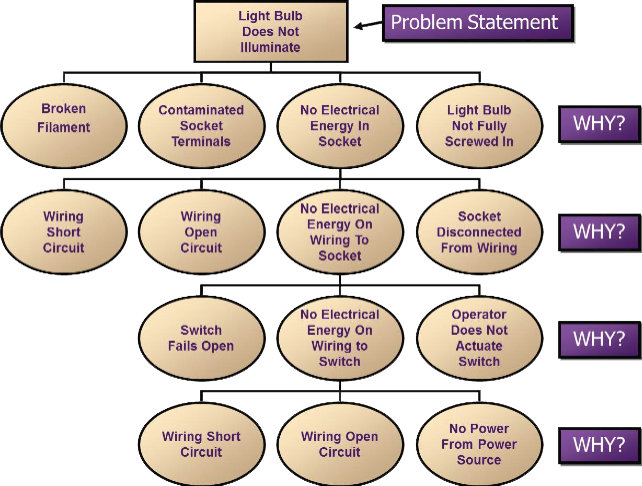 Light Bulb
Does Not
Illuminate
Problem Statement
Broken
Filament
Contaminated
Socket
Terminals
No Electrical
Energy In
Socket
Light Bulb
Not Fully
Screwed In
WHY?
Wiring
Short
Circuit
Wiring
Open
Circuit
No Electrical
Energy On
Wiring To
Socket
Socket
Disconnected
From Wiring
WHY?
Switch
Fails Open
No Electrical
Energy On
Wiring to
Switch
Operator
Does Not
Actuate
Switch
WHY?
Wiring Short
Circuit
Wiring Open
Circuit
No Power
From Power
Source
WHY?